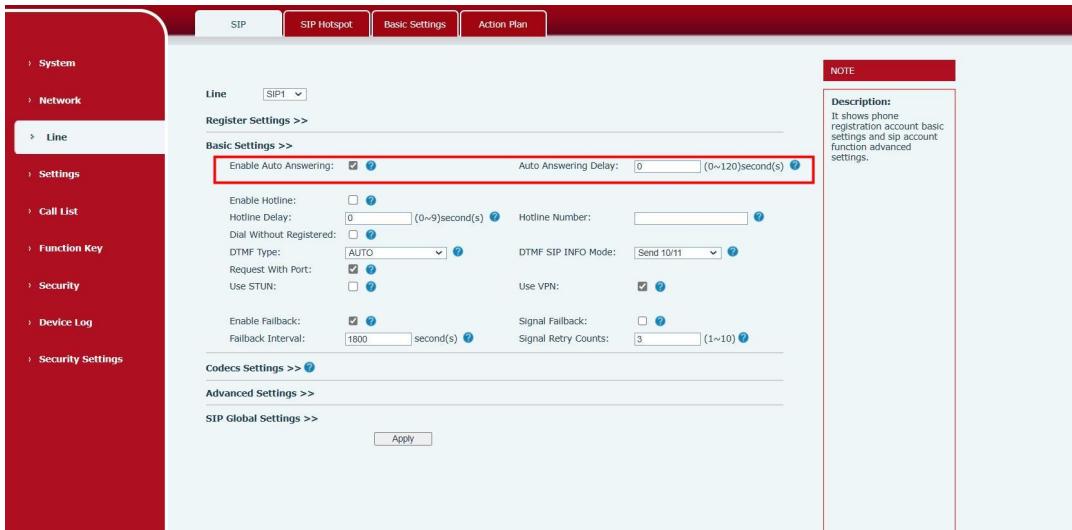 SIP SIP Hotspot Basic Settings Action Plan
› System
› Network
› Line
› Settings
› Call List
› Function Key
› Security
› Device Log
› Security Settings
Line SIP1
Register Settings >>
Basic Settings >>
Enable Auto Answering: Auto Answering Delay: 0 (0~120)second(s)
Enable Hotline:
Hotline Delay: 0 (0~9)second(s) Hotline Number:
Dial Without Registered:
DTMF Type: AUTO DTMF SIP INFO Mode: Send 10/11
Request With Port:
Use STUN: Use VPN:
Enable Failback: Signal Failback:
Failback Interval: 1800 second(s) Signal Retry Counts: 3 (1~10)
Codecs Settings >>
Advanced Settings >>
SIP Global Settings >>
Apply
NOTE
Description:
It shows phone
registration account basic
settings and sip account
function advanced
settings.